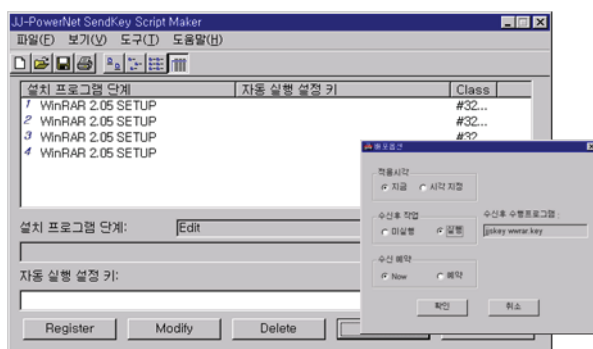 JJ-PowerNet SendKey Script Maker
파일(F) 보기(V) 도구(T) 도움말(H)
설치 프로그램 단계 자동 실행 설정 키 Class
1 WinRAR 2.05 SETUP #32...
2 WinRAR 2.05 SETUP #32...
3 WinRAR 2.05 SETUP #32
4 WinRAR 2.05 SETUP
설치 프로그램 단계: Edit
자동 실행 설정 키:
Register Modify Delete
적용시각
지금 시각 지정
수신후 작업 수신후 수행프로그램 :
미실행 실행 jjskey wwrar.key
수신 예약
Now 예약
확인 취소